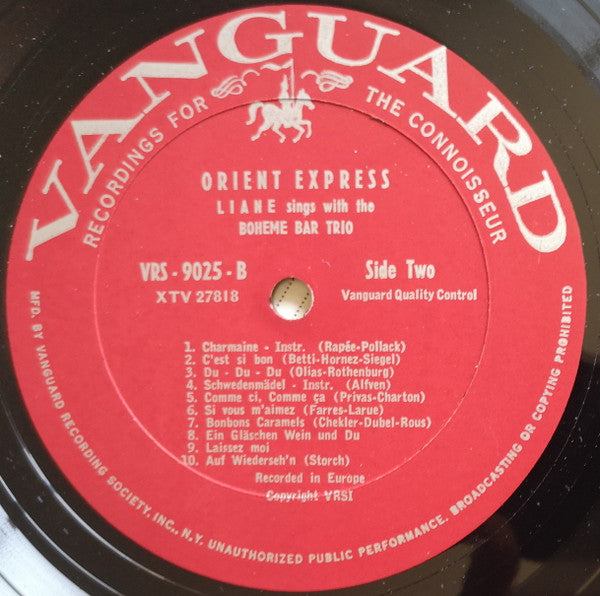 VANGUARD
RECORDINGS FOR THE CONNOISSEUR
ORIENT EXPRESS
LIANE sings with the
BOHEME BAR TRIO
VRS - 9025 - B
Side Two
XTV 27818
Vanguard Quality Control
1. Charmaine - Instr. (Rapée-Pollack)
2. C'est si bon (Betti-Hornez-Siegel)
3. Du - Du - Du (Olias-Rothenburg)
4. Schwedenmädel - Instr. (Alfven)
5. Comme ci, Comme ça (Privas-Charton)
6. Si vous m'aimez (Farres-Larue)
7. Bonbons Caramels (Chekler-Dubel-Rous)
8. Ein Gläschen Wein und Du
9. Laissez moi
10. Auf Wiederseh'n (Storch)
Recorded in Europe
Copyright VRSI
MFD. BY VANGUARD RECORDING SOCIETY, INC., N.Y. UNAUTHORIZED PUBLIC PERFORMANCE, BROADCASTING OR COPYING PROHIBITED